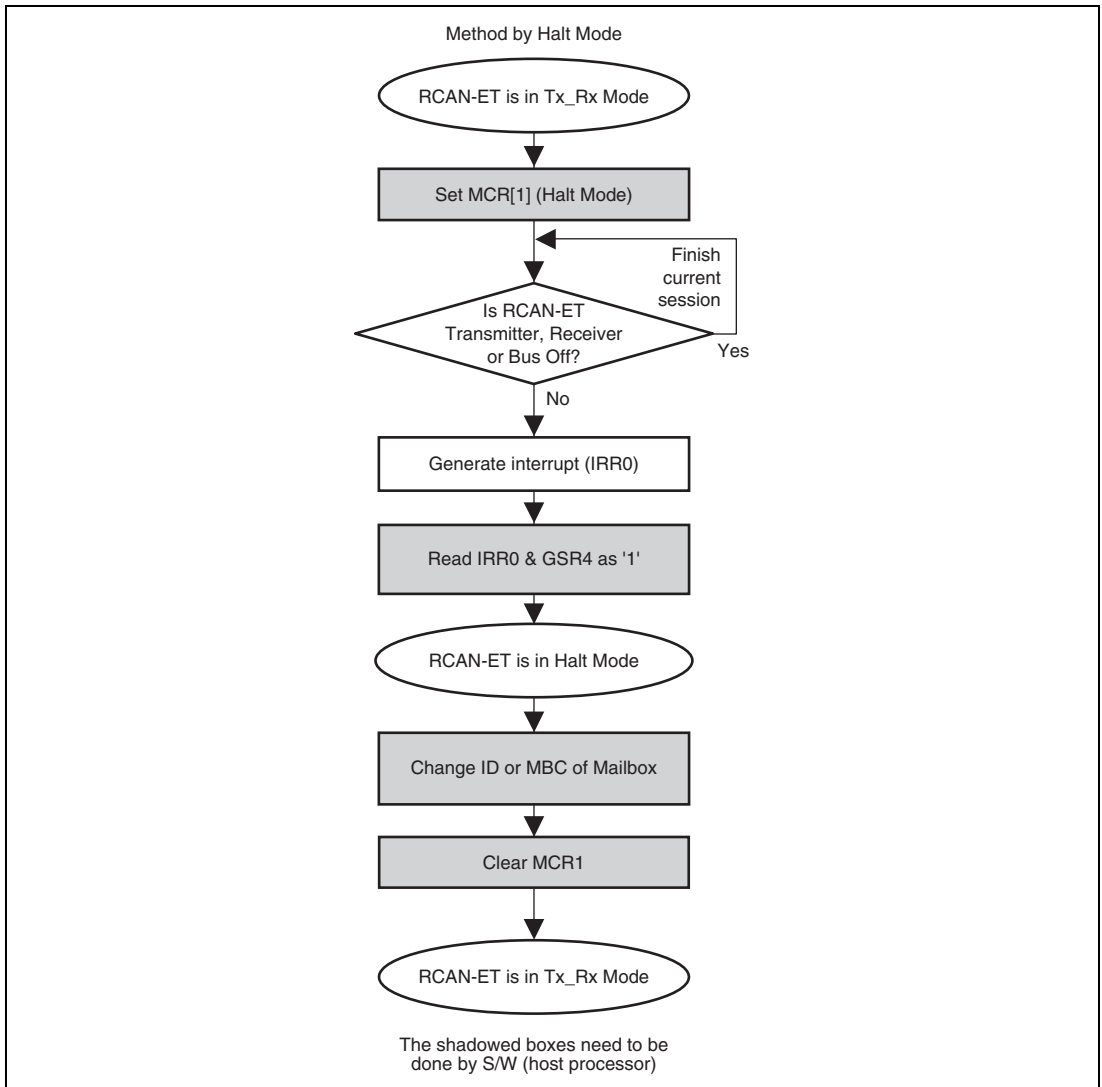 Method by Halt Mode
RCAN-ET is in Tx_Rx Mode
Set MCR[1] (Halt Mode)
Finish
current
session
Is RCAN-ET
Transmitter, Receiver
or Bus Off?
Yes
No
Generate interrupt (IRR0)
Read IRR0 & GSR4 as '1'
RCAN-ET is in Halt Mode
Change ID or MBC of Mailbox
Clear MCR1
RCAN-ET is in Tx_Rx Mode
The shadowed boxes need to be
done by S/W (host processor)